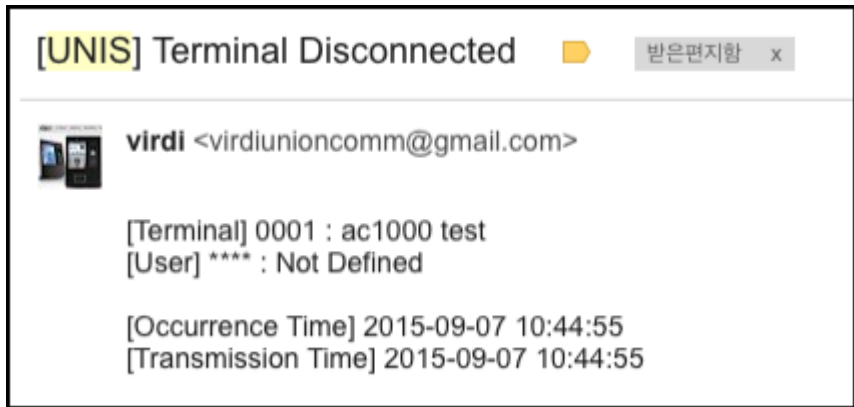 [UNIS] Terminal Disconnected 받은편지함 x
virdi <virdiunioncomm@gmail.com>
[Terminal] 0001 : ac1000 test
[User] **** : Not Defined
[Occurrence Time] 2015-09-07 10:44:55
[Transmission Time] 2015-09-07 10:44:55